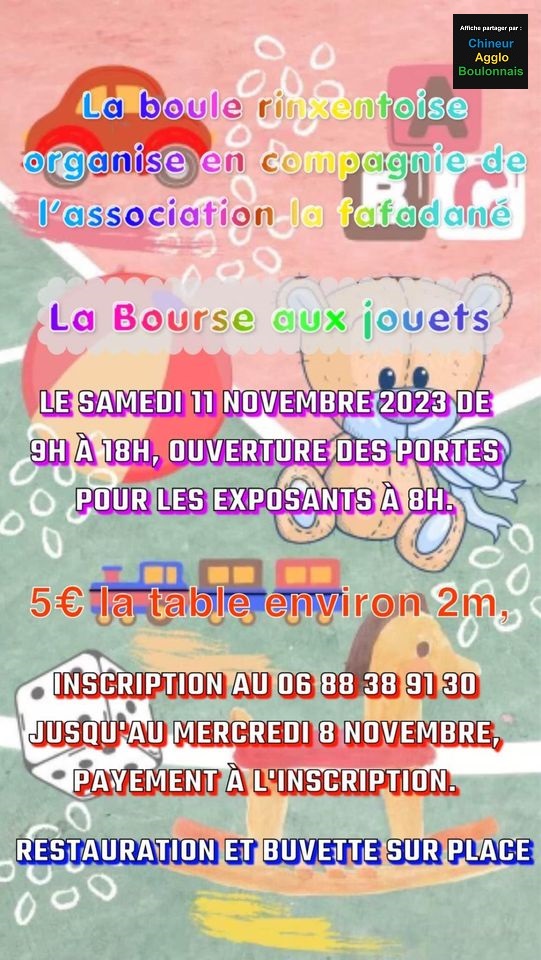 Affiche partager par :
Chineur
Agglo
Boulonnais
La boule rinxentoise
organise en compagnie de
l'association la fafadané
La Bourse aux jouets
LE SAMEDI 11 NOVEMBRE 2023 DE
9H À 18H, OUVERTURE DES PORTES
POUR LES EXPOSANTS À 8H.
5€ la table environ 2m,
INSCRIPTION AU 06 88 38 91 30
JUSQU'AU MERCREDI 8 NOVEMBRE,
PAYEMENT À L'INSCRIPTION.
RESTAURATION ET BUVETTE SUR PLACE
A
B C